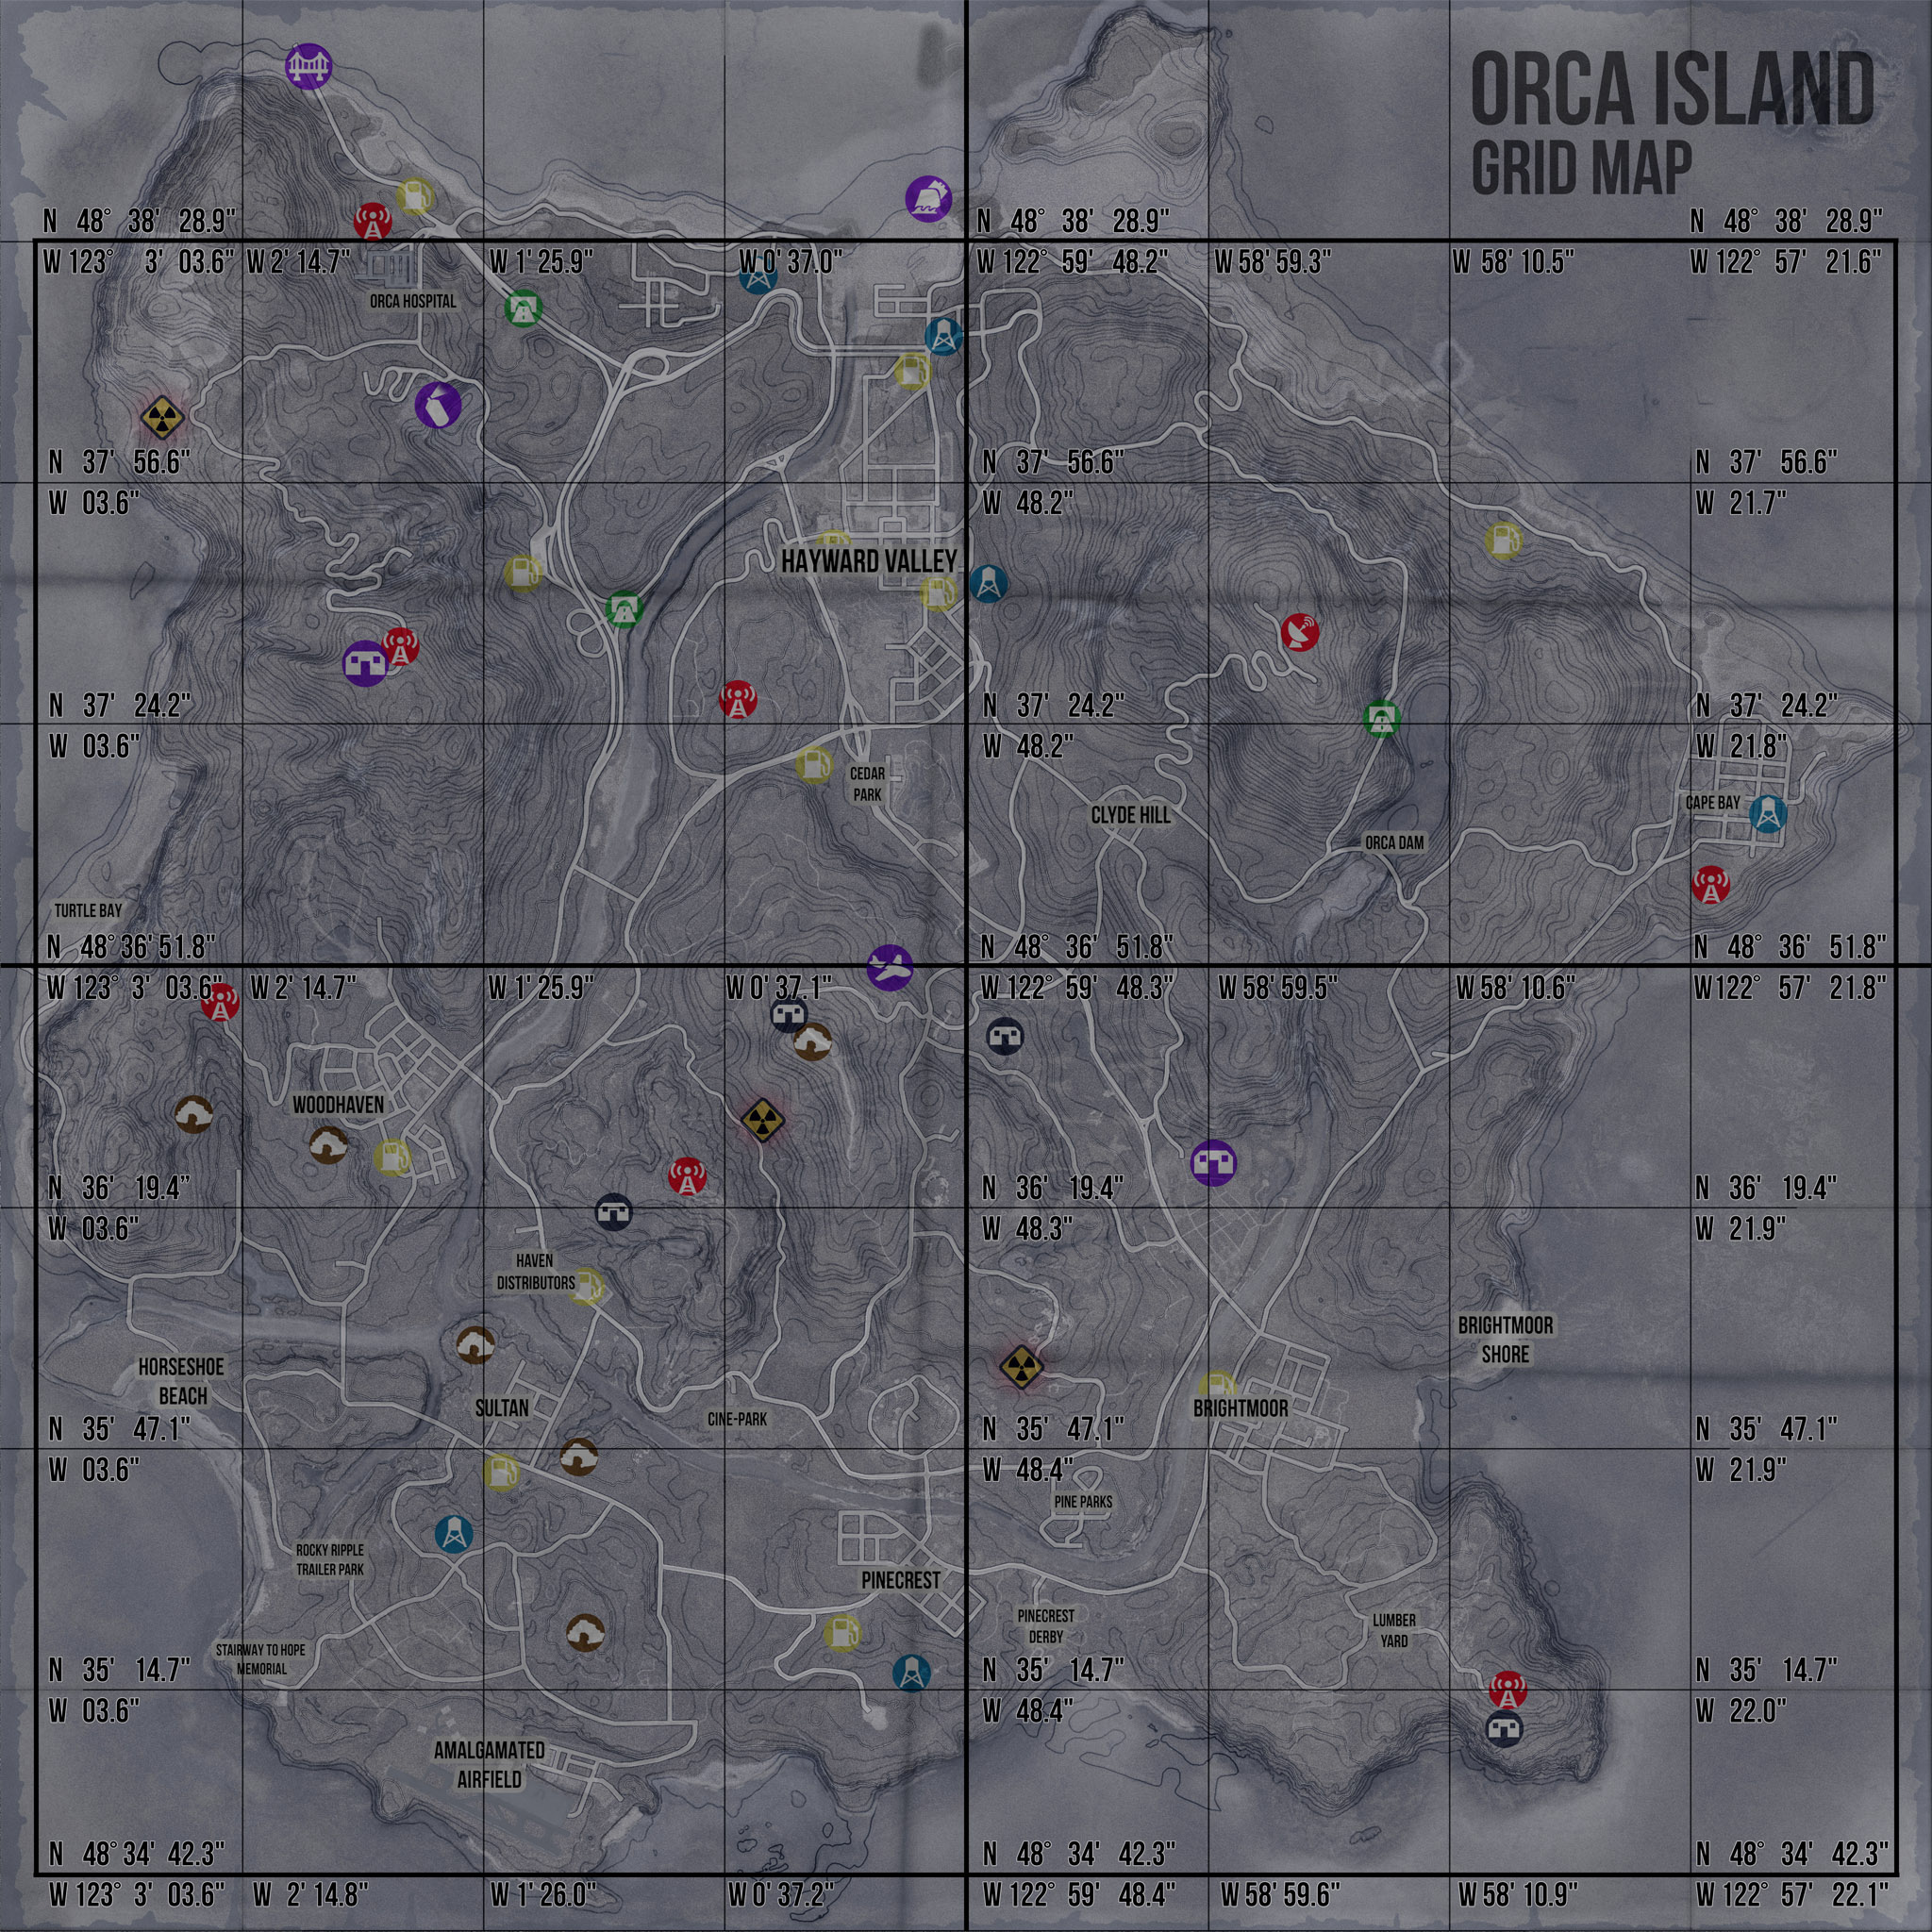 ORCA ISLAND
GRID MAP
N 48° 38' 28.9"
N 48° 38' 28.9"
N 48° 38' 28.9"
W 123° 3' 03.6"
W 2' 14.7"
W 1' 25.9"
W 0' 37.0"
W 122° 59' 48.2"
W 58' 59.3"
W 58' 10.5"
W 122° 57' 21.6"
ORCA HOSPITAL
N 37' 56.6"
N 37' 56.6"
N 37' 56.6"
W 03.6"
W 48.2"
W 21.7"
HAYWARD VALLEY
N 37' 24.2"
N 37' 24.2"
N 37' 24.2"
W 03.6"
W 48.2"
W 21.8"
CEDAR
PARK
CLYDE HILL
CAPE BAY
ORCA DAM
TURTLE BAY
N 48° 36' 51.8"
N 48° 36' 51.8"
N 48° 36' 51.8"
W 123° 3' 03.6"
W 2' 14.7"
W 1' 25.9"
W 0' 37.1"
W 122° 59' 48.3"
W 58' 59.5"
W 58' 10.6"
W 122° 57' 21.8"
WOODHAVEN
N 36' 19.4"
N 36' 19.4"
N 36' 19.4"
W 03.6"
W 48.3"
W 21.9"
HAVEN
DISTRIBUTORS
BRIGHTMOOR
SHORE
HORSESHOE
BEACH
SULTAN
CINE-PARK
BRIGHTMOOR
N 35' 47.1"
N 35' 47.1"
N 35' 47.1"
W 03.6"
W 48.4"
W 21.9"
PINE PARKS
ROCKY RIPPLE
TRAILER PARK
PINECREST
PINECREST
DERBY
LUMBER
YARD
STAIRWAY TO HOPE
MEMORIAL
N 35' 14.7"
N 35' 14.7"
N 35' 14.7"
W 03.6"
W 48.4"
W 22.0"
AMALGAMATED
AIRFIELD
N 48° 34' 42.3"
N 48° 34' 42.3"
N 48° 34' 42.3"
W 123° 3' 03.6"
W 2' 14.8"
W 1' 26.0"
W 0' 37.2"
W 122° 59' 48.4"
W 58' 59.6"
W 58' 10.9"
W 122° 57' 22.1"